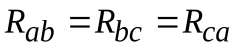 R_ab = R_bc = R_ca